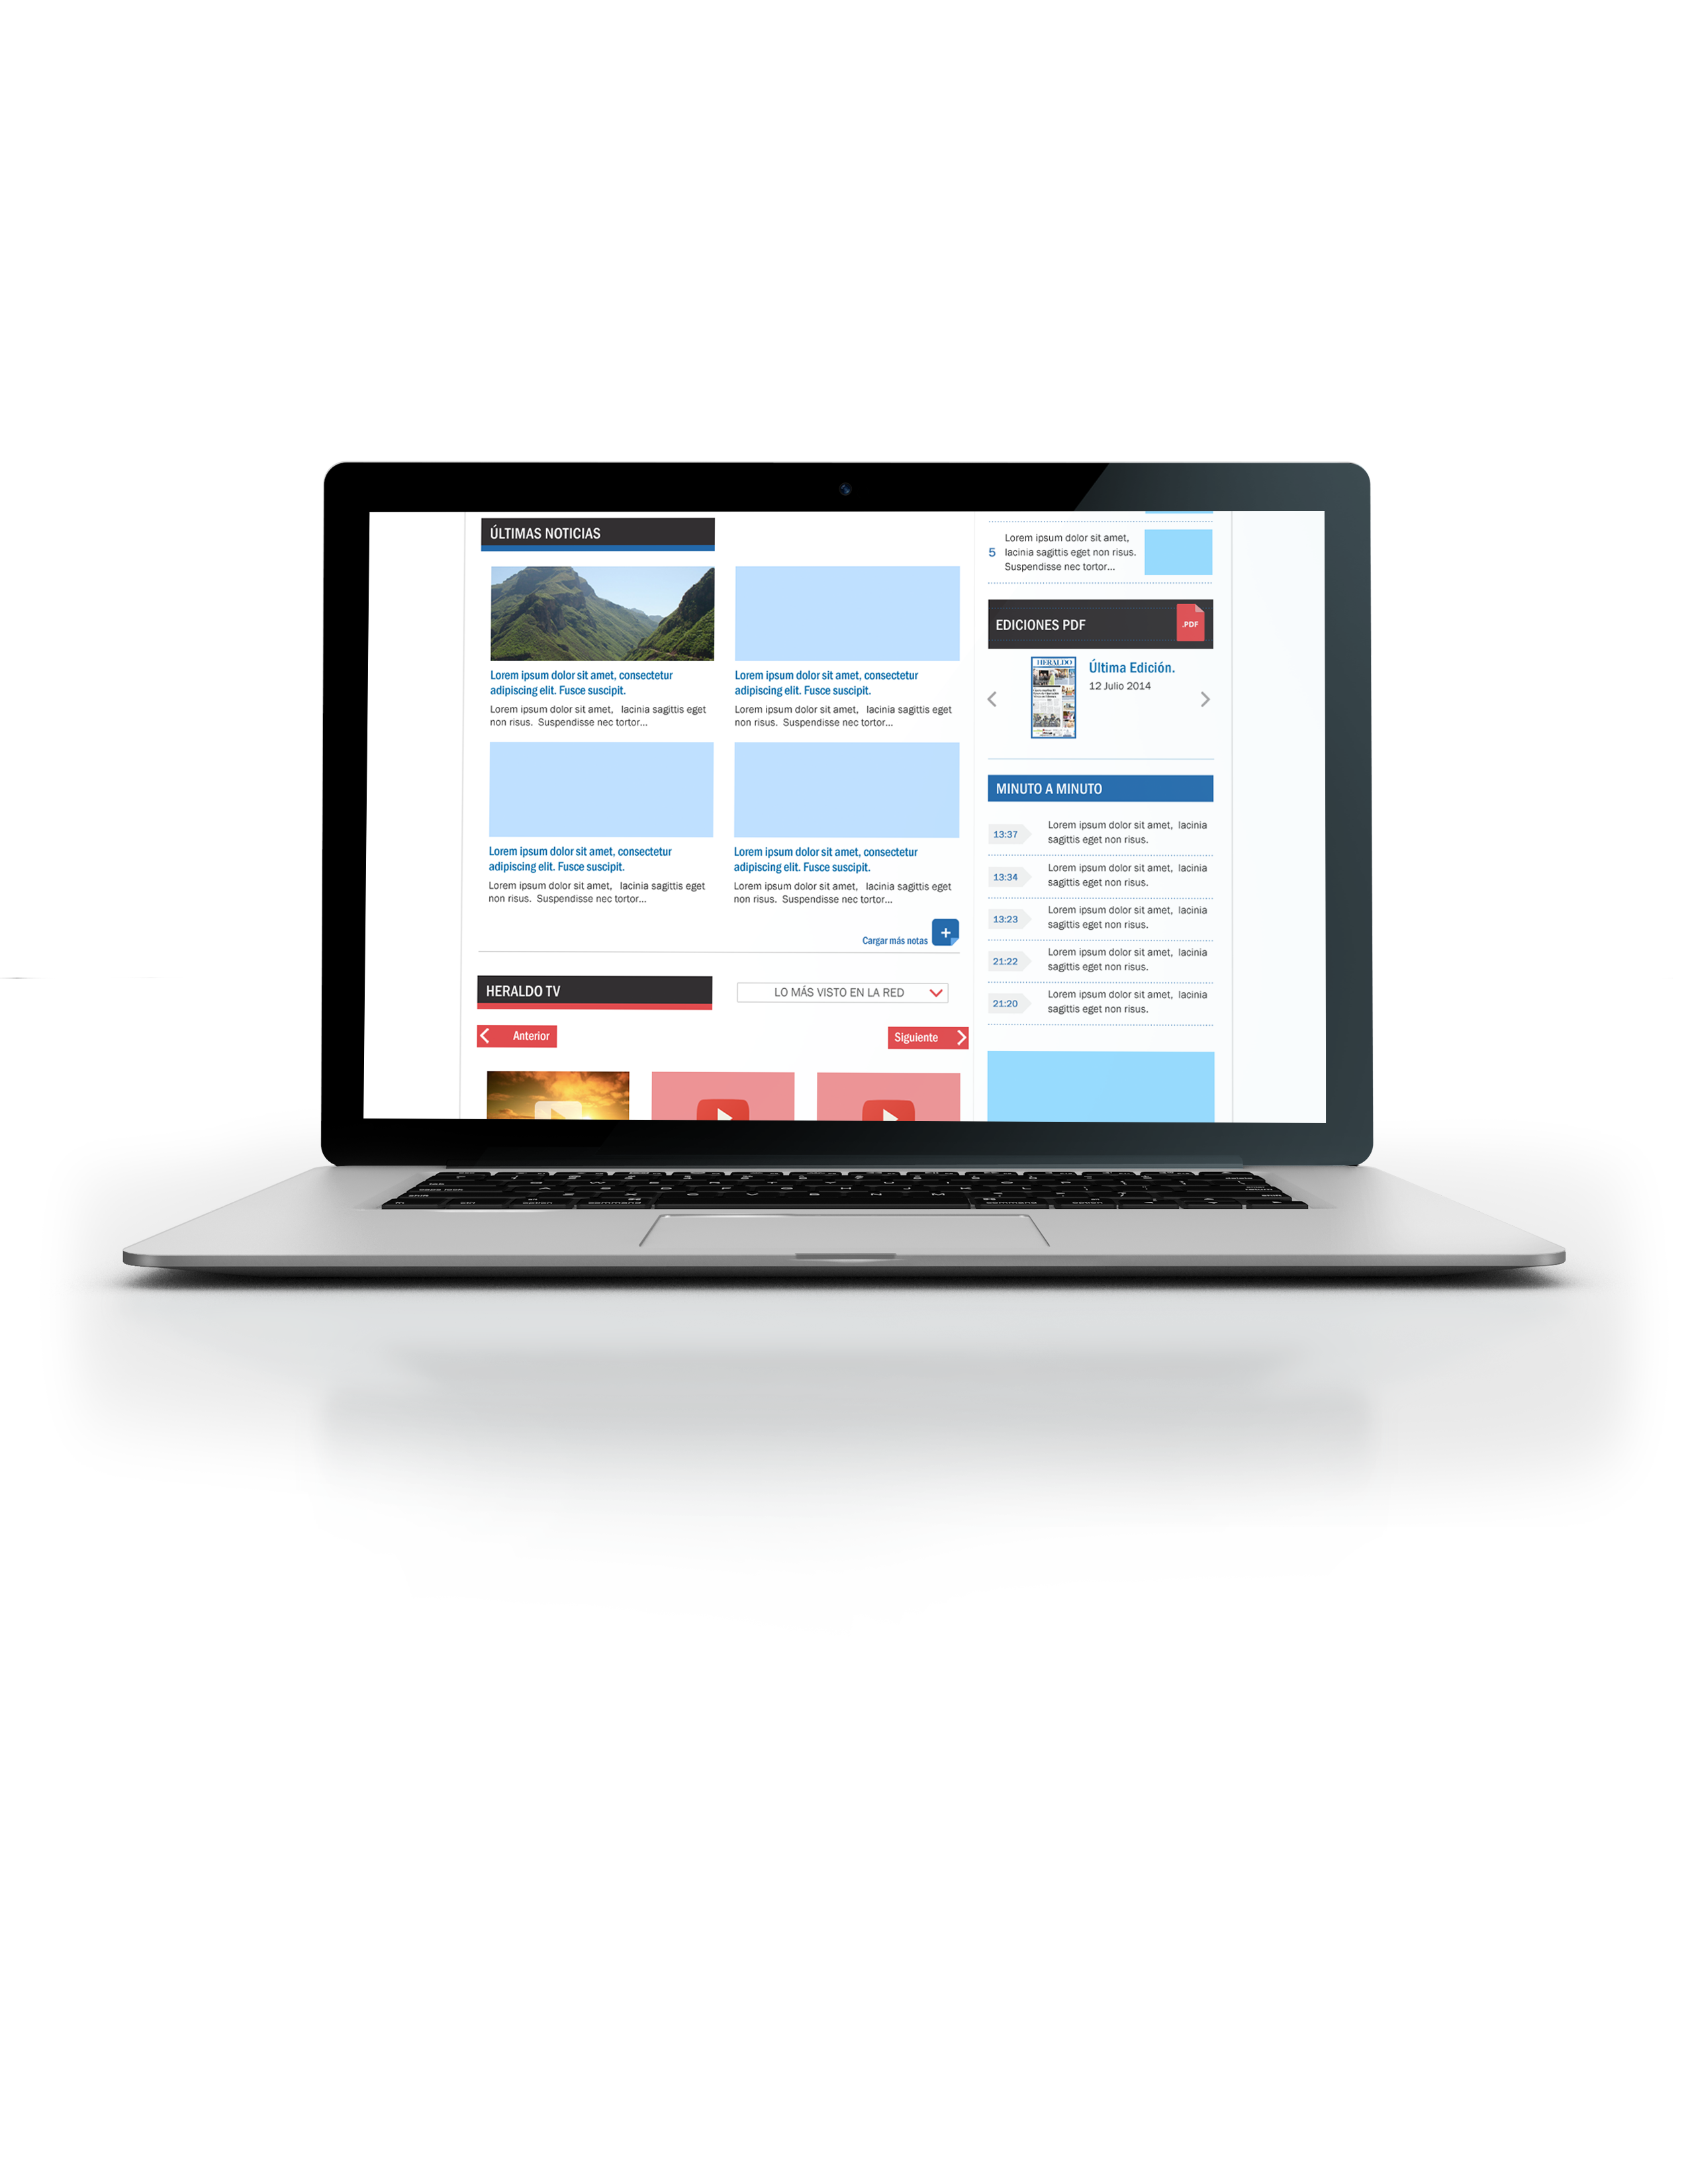 ÚLTIMAS NOTICIAS
Lorem ipsum dolor sit amet, consectetur
adipiscing elit. Fusce suscipit.
Lorem ipsum dolor sit amet, lacinia sagittis eget
non risus. Suspendisse nec tortor...
Lorem ipsum dolor sit amet, consectetur
adipiscing elit. Fusce suscipit.
Lorem ipsum dolor sit amet, lacinia sagittis eget
non risus. Suspendisse nec tortor...
Lorem ipsum dolor sit amet, consectetur
adipiscing elit. Fusce suscipit.
Lorem ipsum dolor sit amet, lacinia sagittis eget
non risus. Suspendisse nec tortor...
Lorem ipsum dolor sit amet, consectetur
adipiscing elit. Fusce suscipit.
Lorem ipsum dolor sit amet, lacinia sagittis eget
non risus. Suspendisse nec tortor...
Cargar más notas +
HERALDO TV
LO MÁS VISTO EN LA RED
Anterior
Siguiente
5
Lorem ipsum dolor sit amet,
lacinia sagittis eget non risus.
Suspendisse nec tortor...
EDICIONES PDF
.PDF
HERALDO
Última Edición.
12 Julio 2014
MINUTO A MINUTO
13:37
Lorem ipsum dolor sit amet, lacinia
sagittis eget non risus.
13:34
Lorem ipsum dolor sit amet, lacinia
sagittis eget non risus.
13:23
Lorem ipsum dolor sit amet, lacinia
sagittis eget non risus.
21:22
Lorem ipsum dolor sit amet, lacinia
sagittis eget non risus.
21:20
Lorem ipsum dolor sit amet, lacinia
sagittis eget non risus.